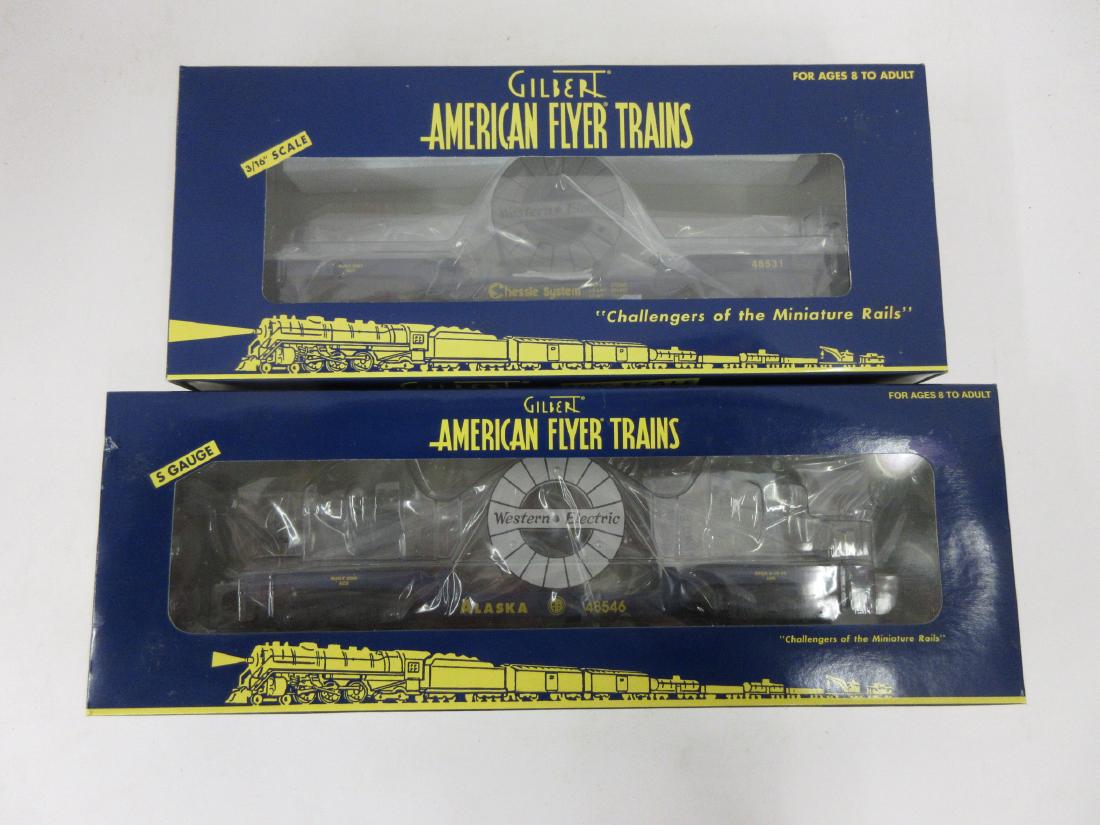 GILBERT®
FOR AGES 8 TO ADULT
AMERICAN FLYER® TRAINS
3/16" SCALE
Western Electric
48531
Chessie System
"Challengers of the Miniature Rails"
GILBERT®
FOR AGES 8 TO ADULT
AMERICAN FLYER® TRAINS
S GAUGE
Western Electric
ALASKA 48546
"Challengers of the Miniature Rails"